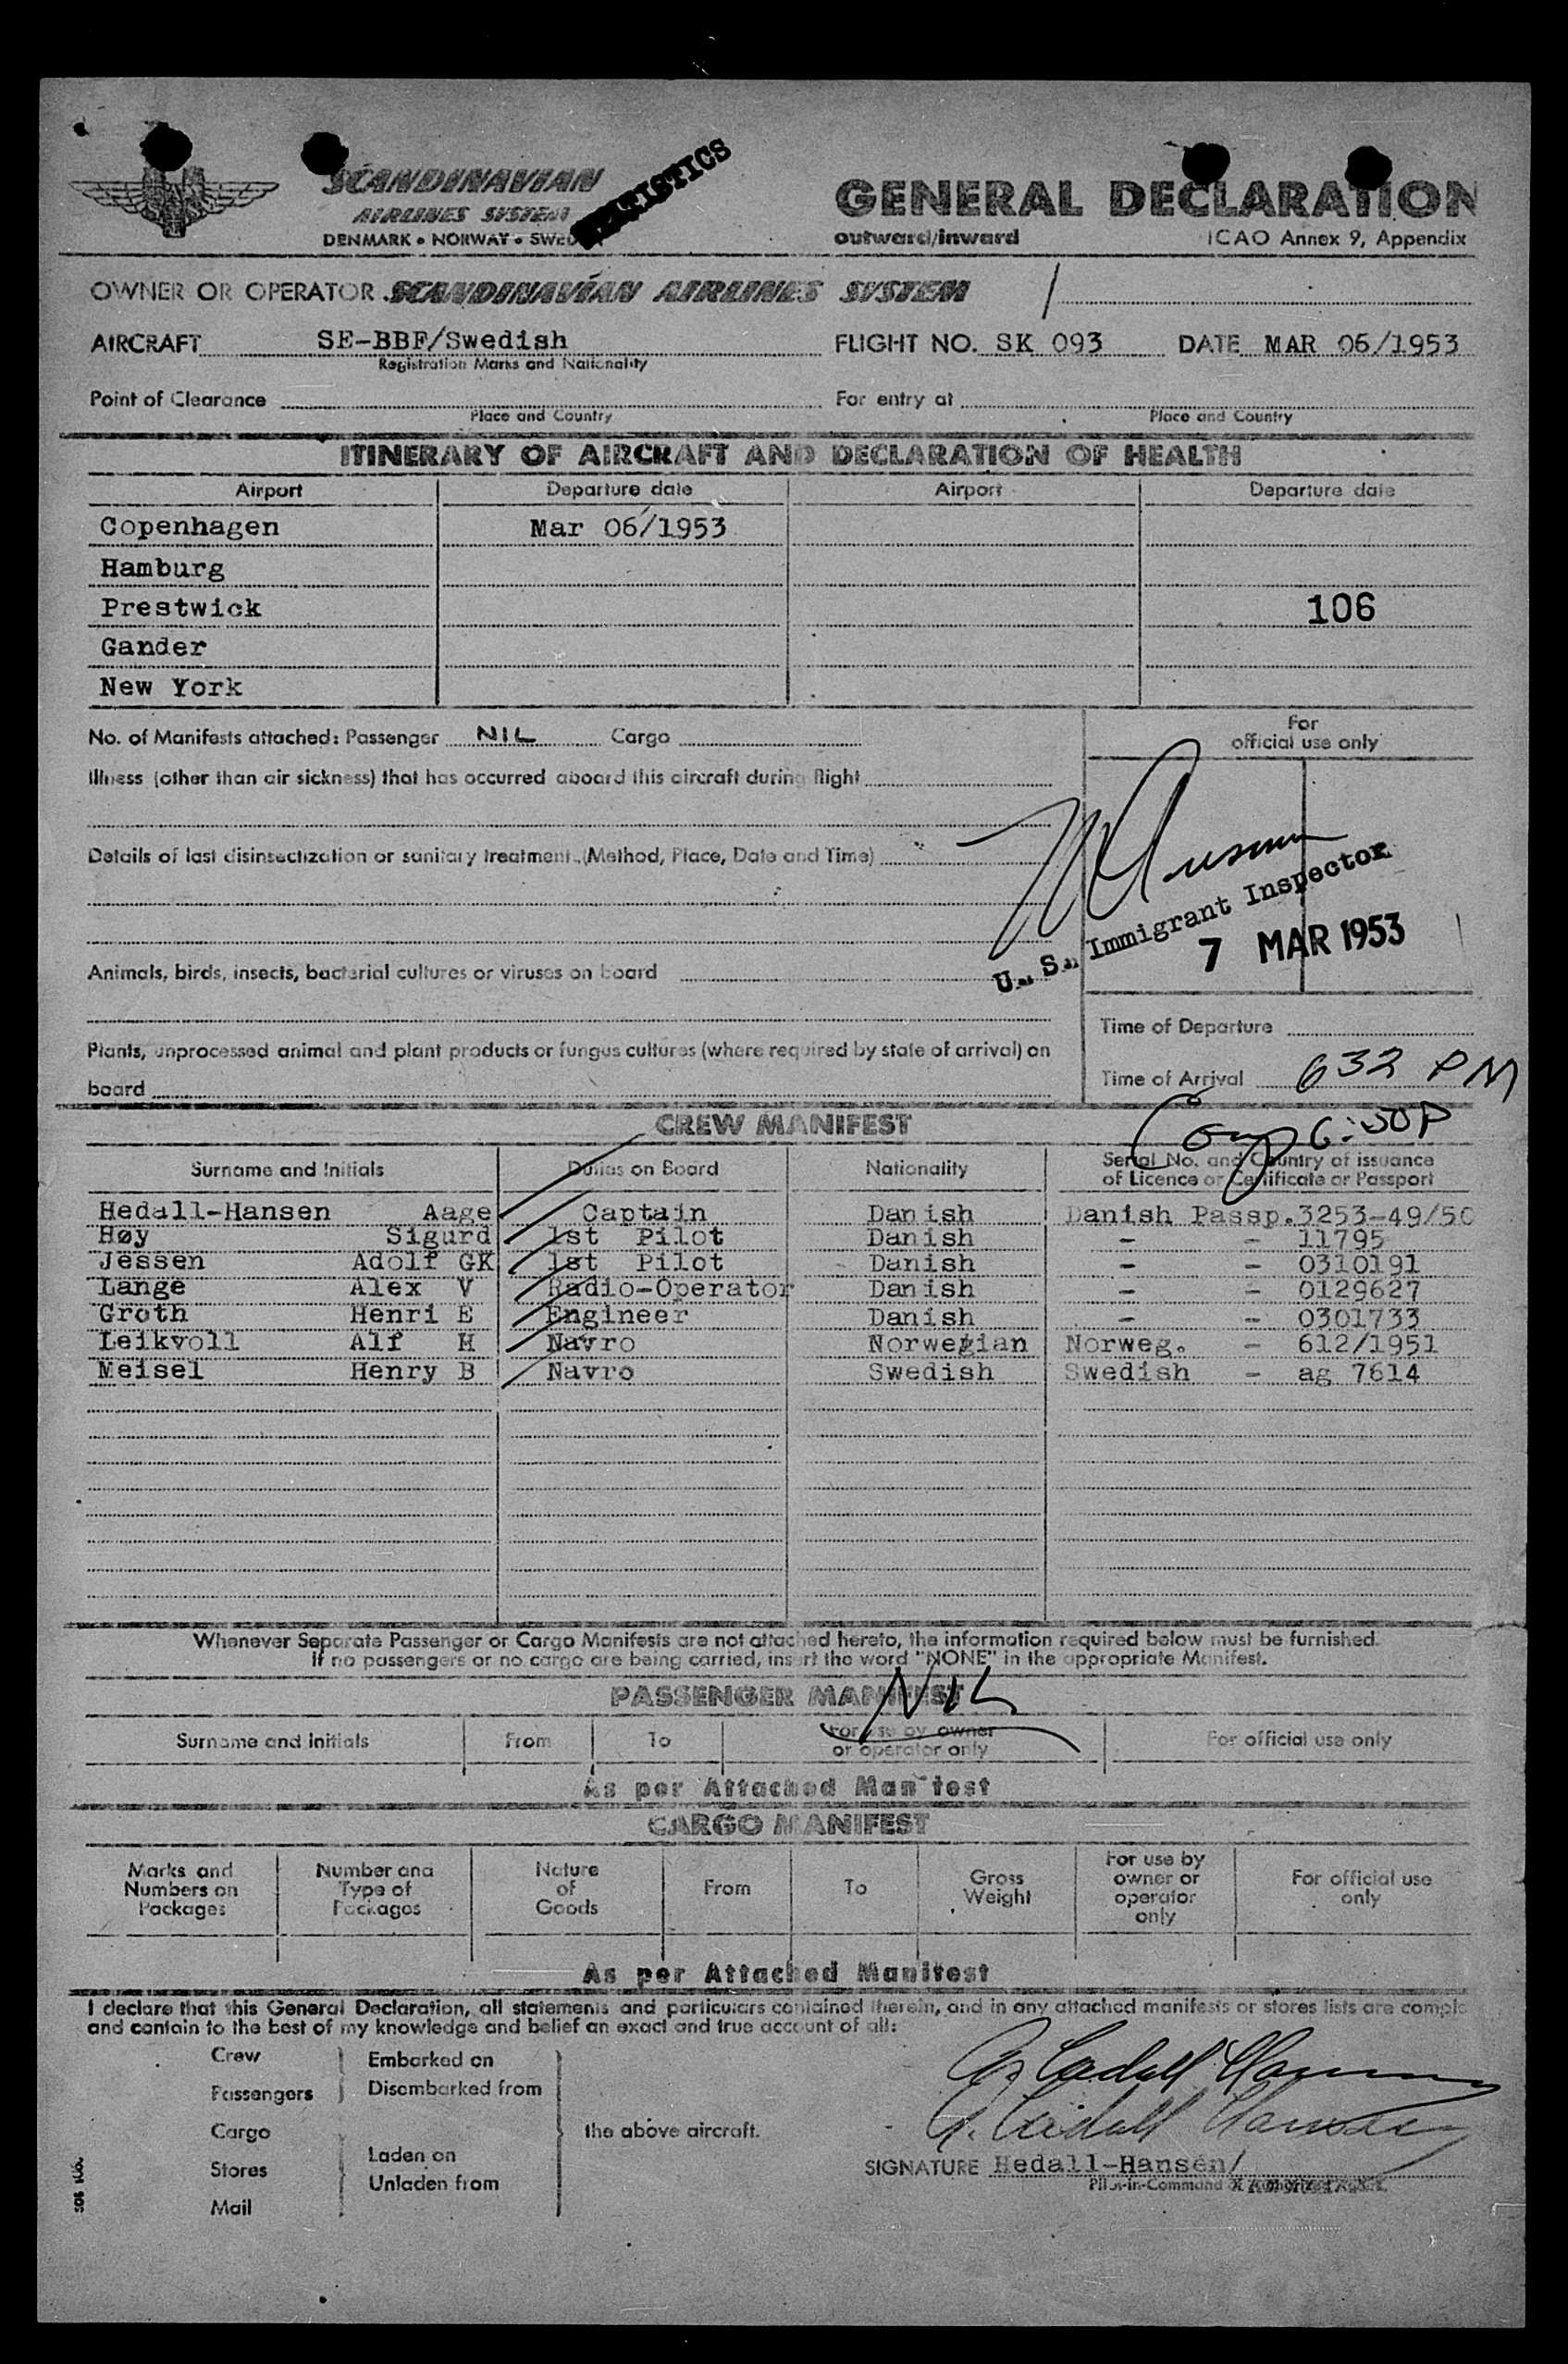 SCANDINAVIAN
AIRLINES SYSTEM
DENMARK • NORWAY • SWEDEN
STATISTICS
GENERAL DECLARATION
outward/inward ICAO Annex 9, Appendix
OWNER OR OPERATOR SCANDINAVIAN AIRLINES SYSTEM
AIRCRAFT SE-BBF/Swedish FLIGHT NO. SK 093 DATE MAR 06/1953
Registration Marks and Nationality
Point of Clearance For entry at
Place and Country Place and Country
ITINERARY OF AIRCRAFT AND DECLARATION OF HEALTH
Airport Departure date Airport Departure date
Copenhagen Mar 06/1953
Hamburg
Prestwick 106
Gander
New York
No. of Manifests attached: Passenger NIL Cargo
For
official use only
Illness (other than air sickness) that has occurred aboard this aircraft during flight
Details of last disinsectization or sanitary treatment. (Method, Place, Date and Time)
U. S. Immigrant Inspector
7 MAR 1953
Animals, birds, insects, bacterial cultures or viruses on board
Time of Departure
Plants, unprocessed animal and plant products or fungus cultures (where required by state of arrival) on
board
Time of Arrival 632 PM
6:50P
CREW MANIFEST
Surname and Initials Duties on Board Nationality Serial No. and Country of issuance
of Licence or Certificate or Passport
Hedall-Hansen Aage Captain Danish Danish Passp. 3253-49/50
Høy Sigurd 1st Pilot Danish - - 11795
Jessen Adolf GK 1st Pilot Danish - - 0310191
Lange Alex V Radio-Operator Danish - - 0129627
Groth Henri E Engineer Danish - - 0301733
Leikvoll Alf H Navro Norwegian Norweg. - 612/1951
Meisel Henry B Navro Swedish Swedish - ag 7614
Whenever Separate Passenger or Cargo Manifests are not attached hereto, the information required below must be furnished.
If no passengers or no cargo are being carried, insert the word "NONE" in the appropriate Manifest.
PASSENGER MANIFEST
NIL
Surname and Initials From To For use by owner
or operator only For official use only
As per Attached Manifest
CARGO MANIFEST
Marks and
Numbers on
Packages
Number and
Type of
Packages
Nature
of
Goods
From To
Gross
Weight
For use by
owner or
operator
only
For official use
only
As per Attached Manifest
I declare that this General Declaration, all statements and particulars contained therein, and in any attached manifests or stores lists are comple
and contain to the best of my knowledge and belief an exact and true account of all:
Crew Embarked on
Passengers Disembarked from
Cargo the above aircraft.
Stores Laden on
Unladen from
Mail
SIGNATURE Hedall-Hansen/
Pilot-in-Command